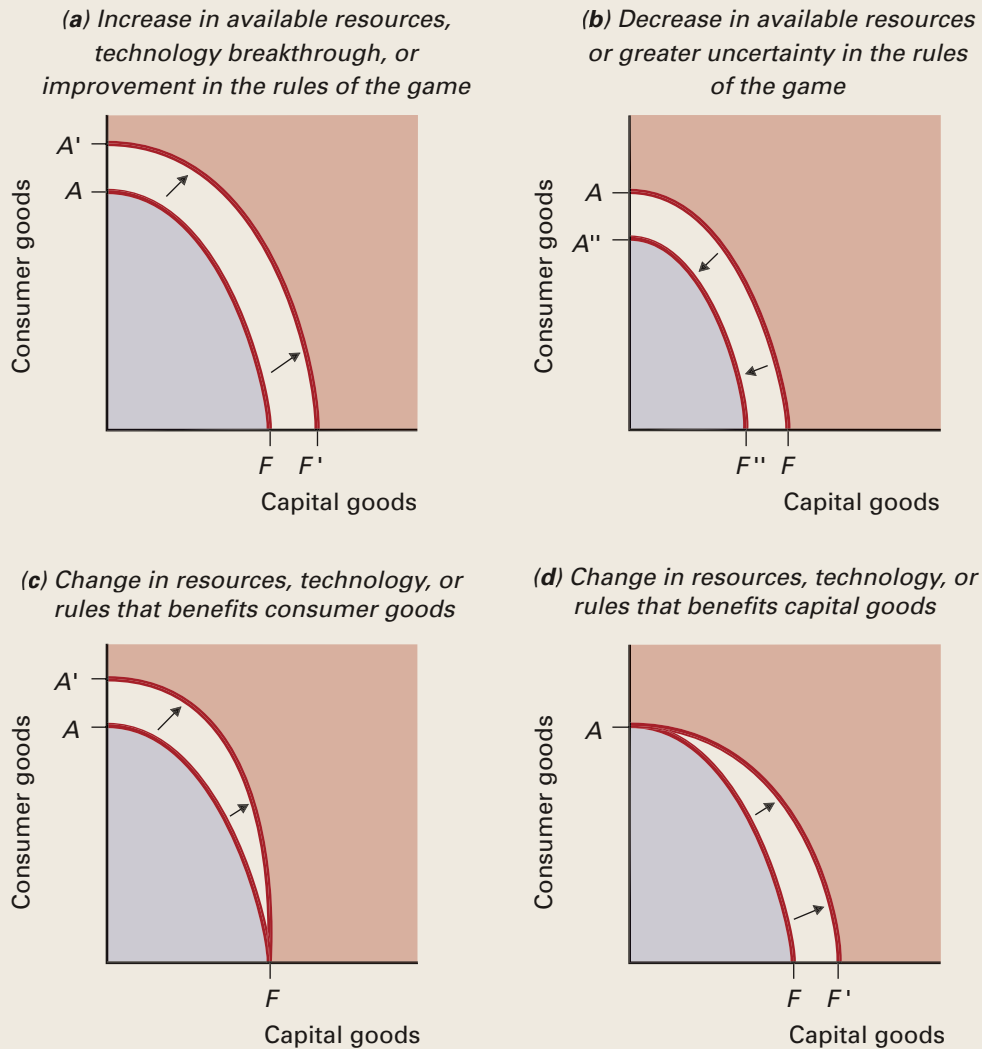 (a) Increase in available resources,
technology breakthrough, or
improvement in the rules of the game
A'
A
Consumer goods
F F'
Capital goods
(b) Decrease in available resources
or greater uncertainty in the rules
of the game
A
A"
Consumer goods
F" F
Capital goods
(c) Change in resources, technology, or
rules that benefits consumer goods
A'
A
Consumer goods
F
Capital goods
(d) Change in resources, technology, or
rules that benefits capital goods
A
Consumer goods
F F'
Capital goods